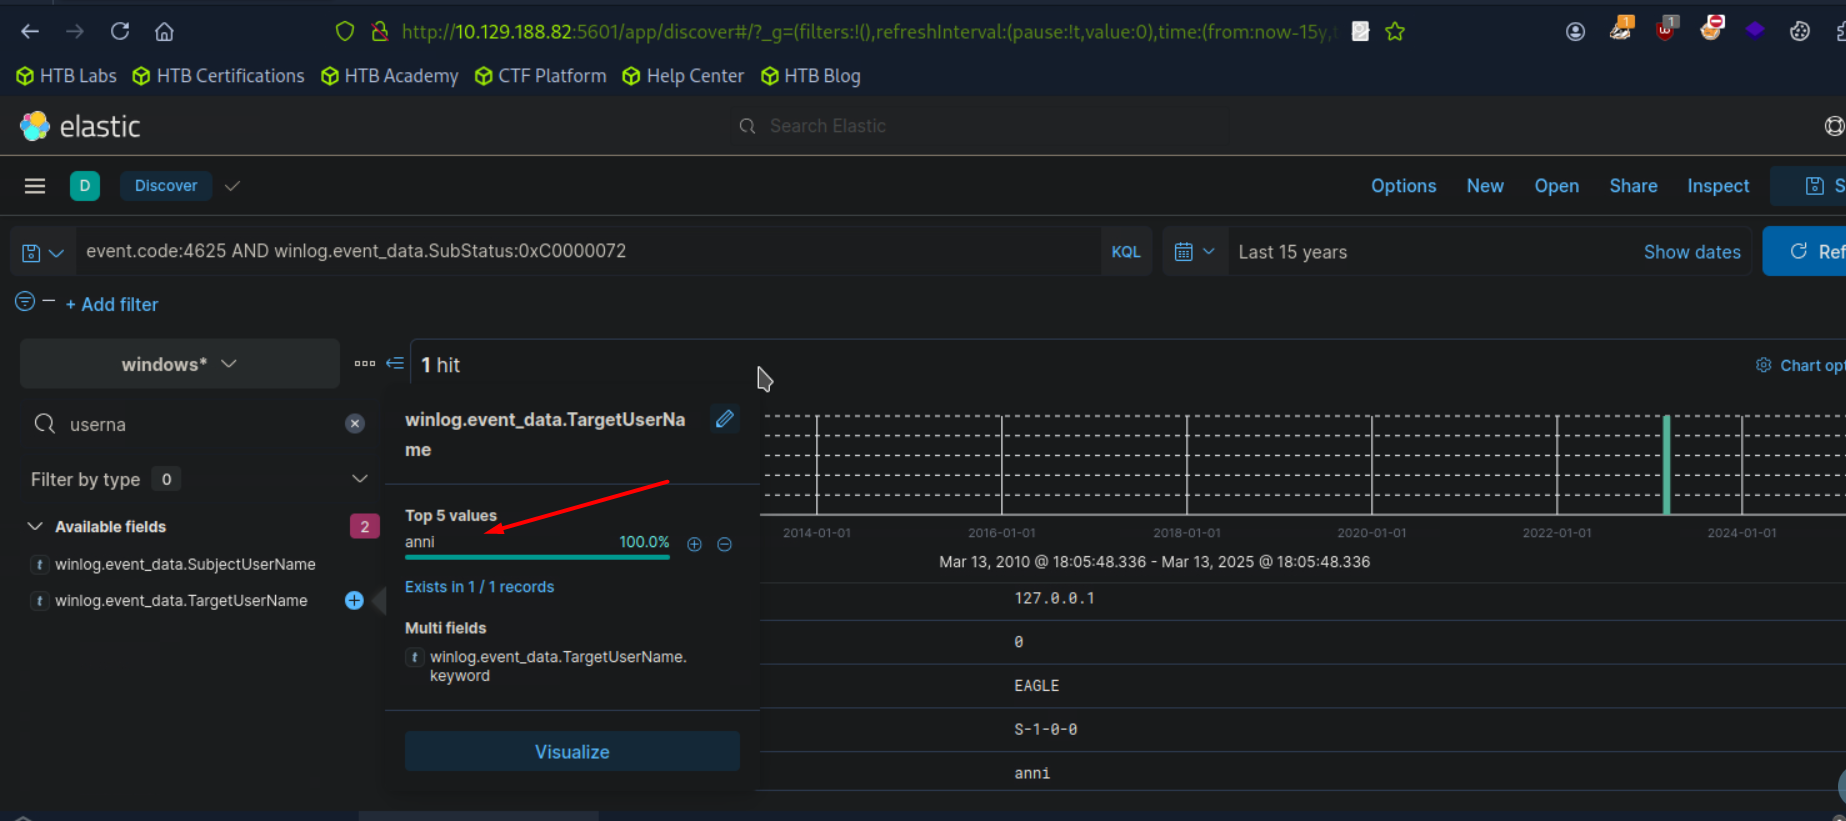 http://10.129.188.82:5601/app/discover#/?_g=(filters:!(),refreshInterval:(pause:!t,value:0),time:(from:now-15y,t
1
1
HTB Labs HTB Certifications HTB Academy CTF Platform Help Center HTB Blog
elastic
Search Elastic
D Discover Options New Open Share Inspect S
event.code:4625 AND winlog.event_data.SubStatus:0xC0000072 KQL Last 15 years Show dates Ref
+ Add filter
windows* 1 hit Chart opt
userna
Filter by type 0
Available fields 2
t winlog.event_data.SubjectUserName
t winlog.event_data.TargetUserName
winlog.event_data.TargetUserNa
me
Top 5 values
anni 100.0%
Exists in 1 / 1 records
Multi fields
t winlog.event_data.TargetUserName.
keyword
Visualize
2014-01-01 2016-01-01 2018-01-01 2020-01-01 2022-01-01 2024-01-01
Mar 13, 2010 @ 18:05:48.336 - Mar 13, 2025 @ 18:05:48.336
127.0.0.1
0
EAGLE
S-1-0-0
anni